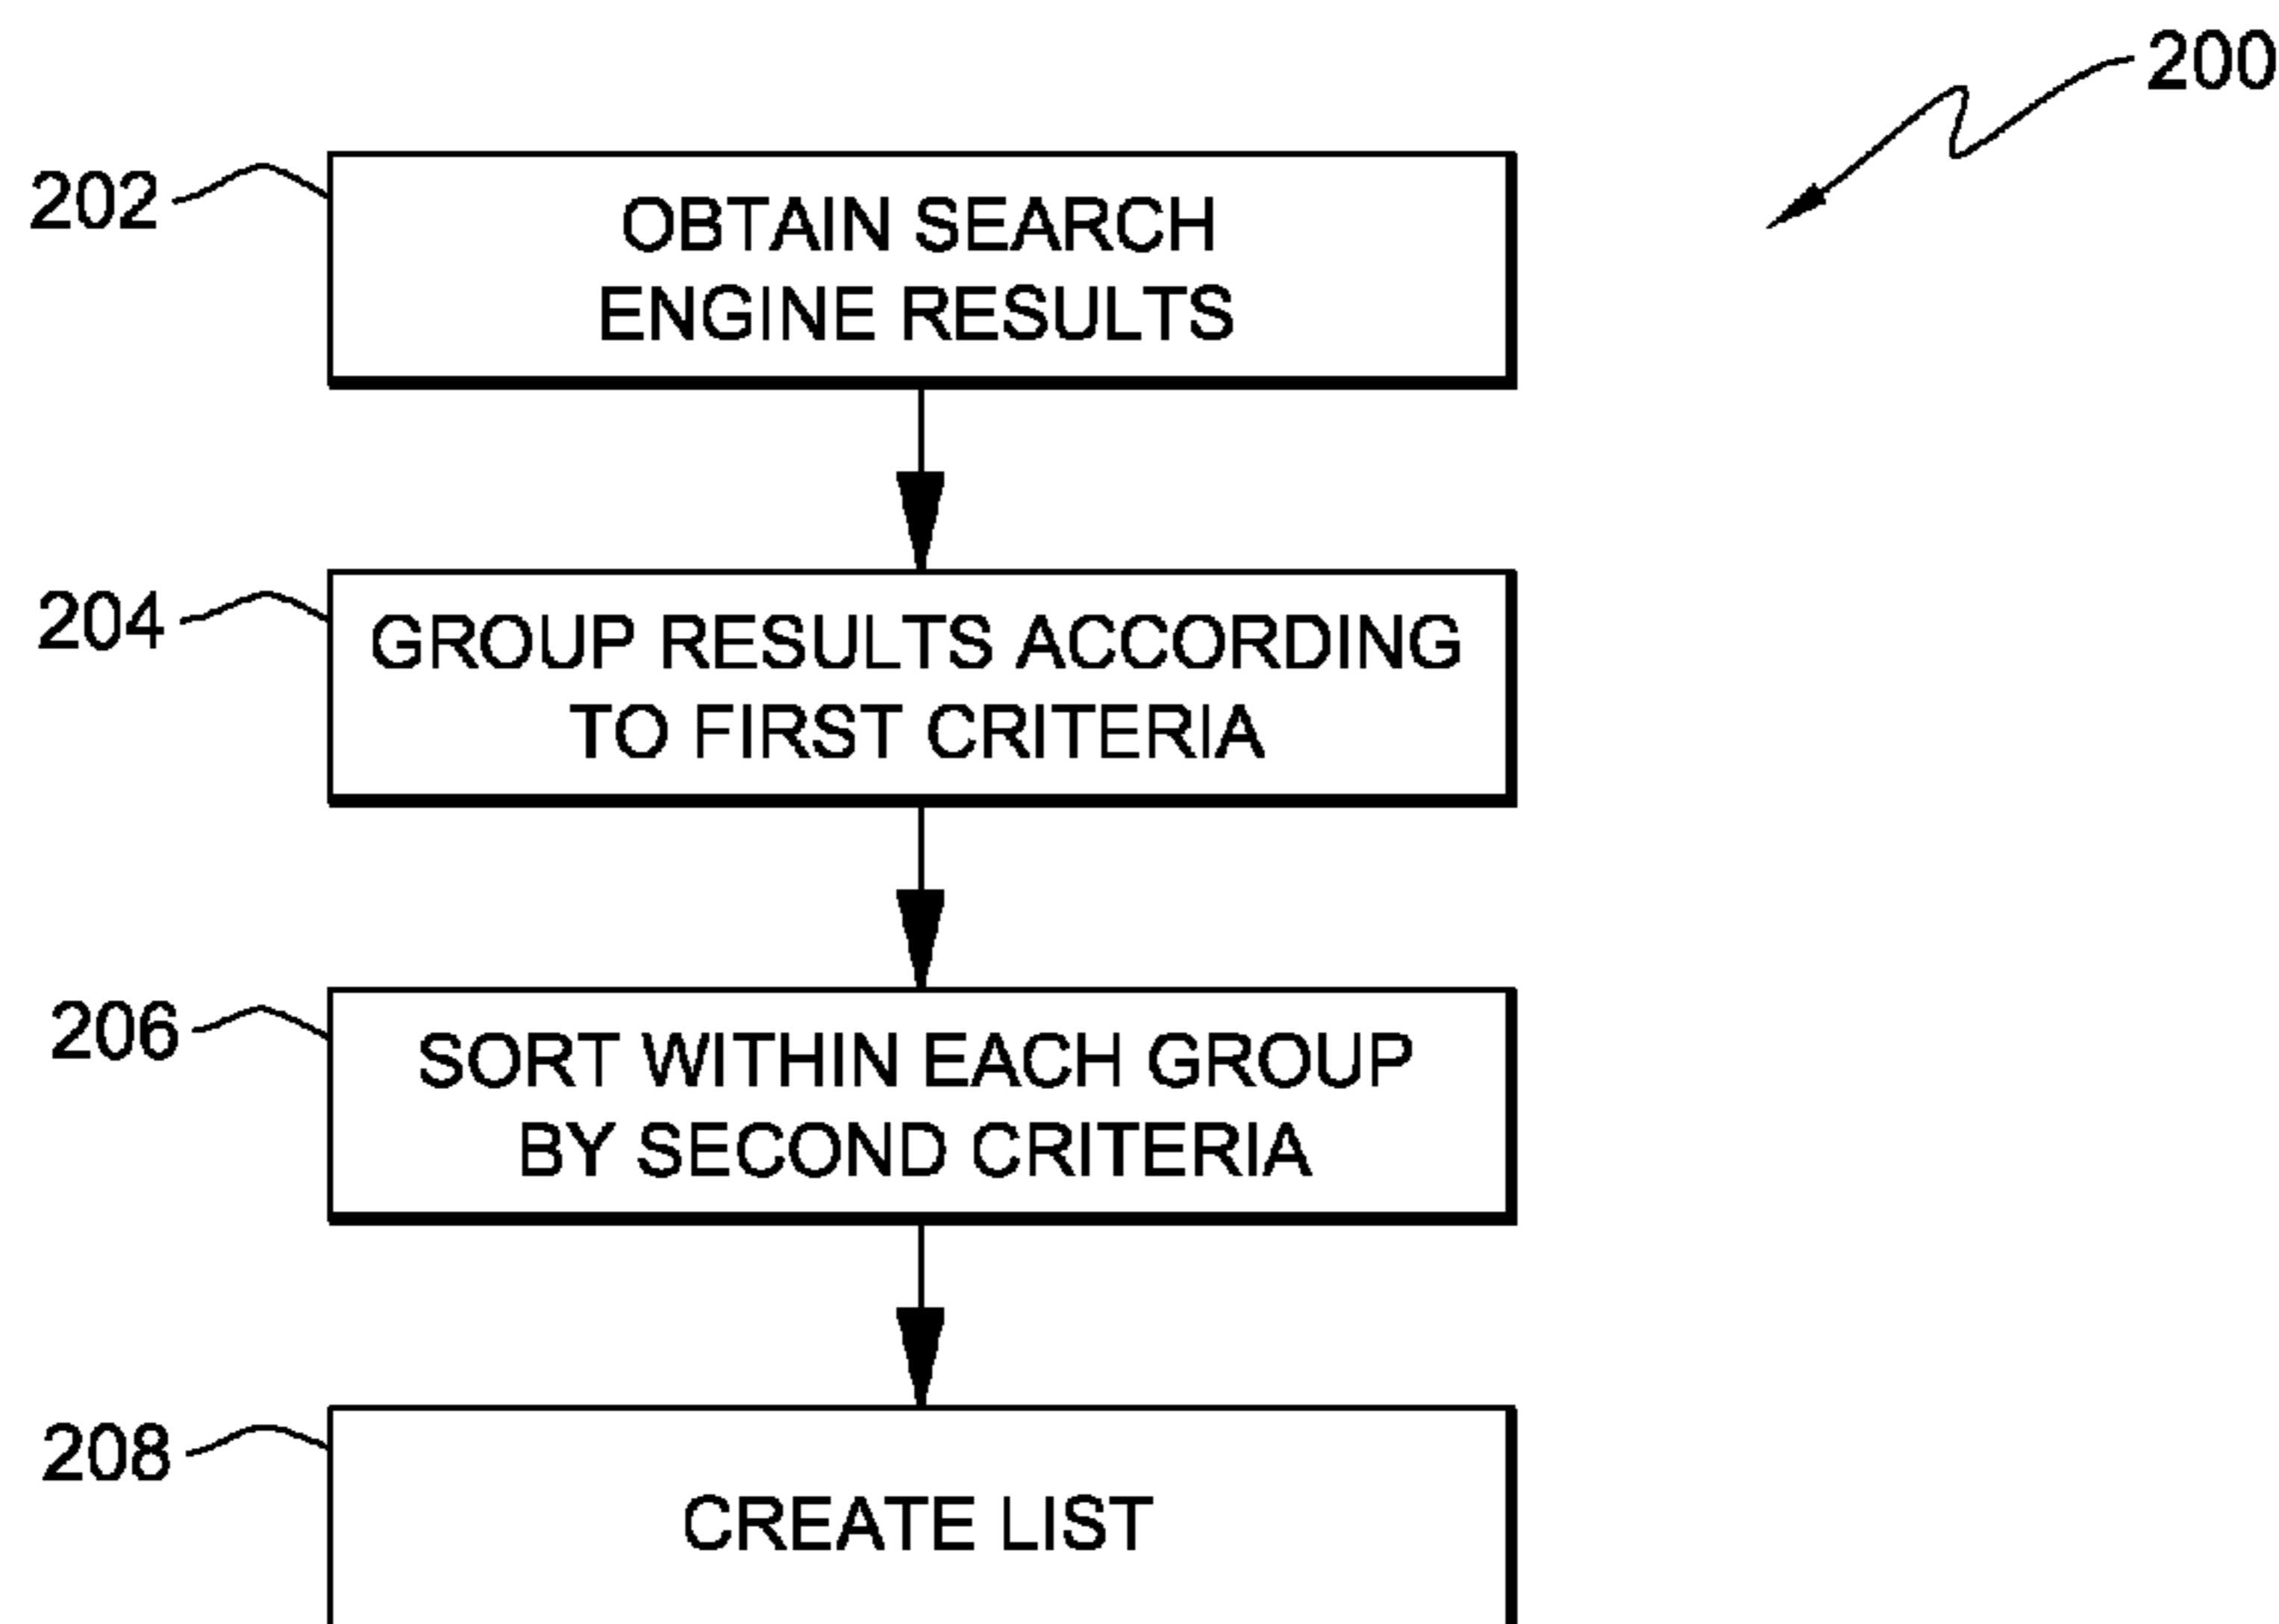 200
202
OBTAIN SEARCH
ENGINE RESULTS
204
GROUP RESULTS ACCORDING
TO FIRST CRITERIA
206
SORT WITHIN EACH GROUP
BY SECOND CRITERIA
208
CREATE LIST